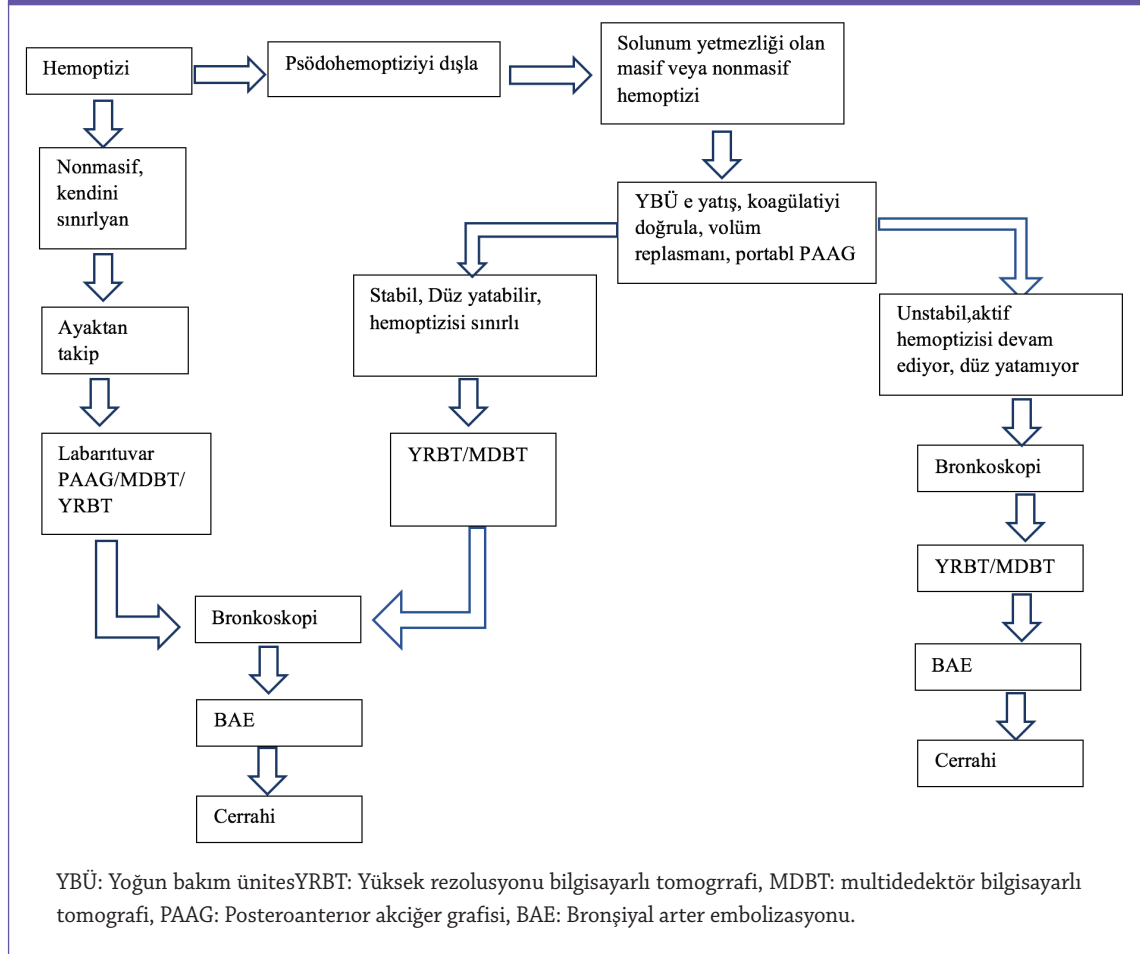 Hemoptizi
Psödohemoptiziyi dışla
Solunum yetmezliği olan
masif veya nonmasif
hemoptizi
Nonmasif,
kendini
sınırlyan
YBÜ e yatış, koagülatiyi
doğrula, volüm
replasmanı, portabl PAAG
Stabil, Düz yatabilir,
hemoptizisi sınırlı
Unstabil,aktif
hemoptizisi devam
ediyor, düz yatamıyor
Ayaktan
takip
Labarıtuvar
PAAG/MDBT/
YRBT
YRBT/MDBT
Bronkoskopi
YRBT/MDBT
Bronkoskopi
BAE
BAE
Cerrahi
Cerrahi
YBÜ: Yoğun bakım ünitesYRBT: Yüksek rezolusyonu bilgisayarlı tomogrrafi, MDBT: multidedektör bilgisayarlı
tomografi, PAAG: Posteroanterıor akciğer grafisi, BAE: Bronşiyal arter embolizasyonu.